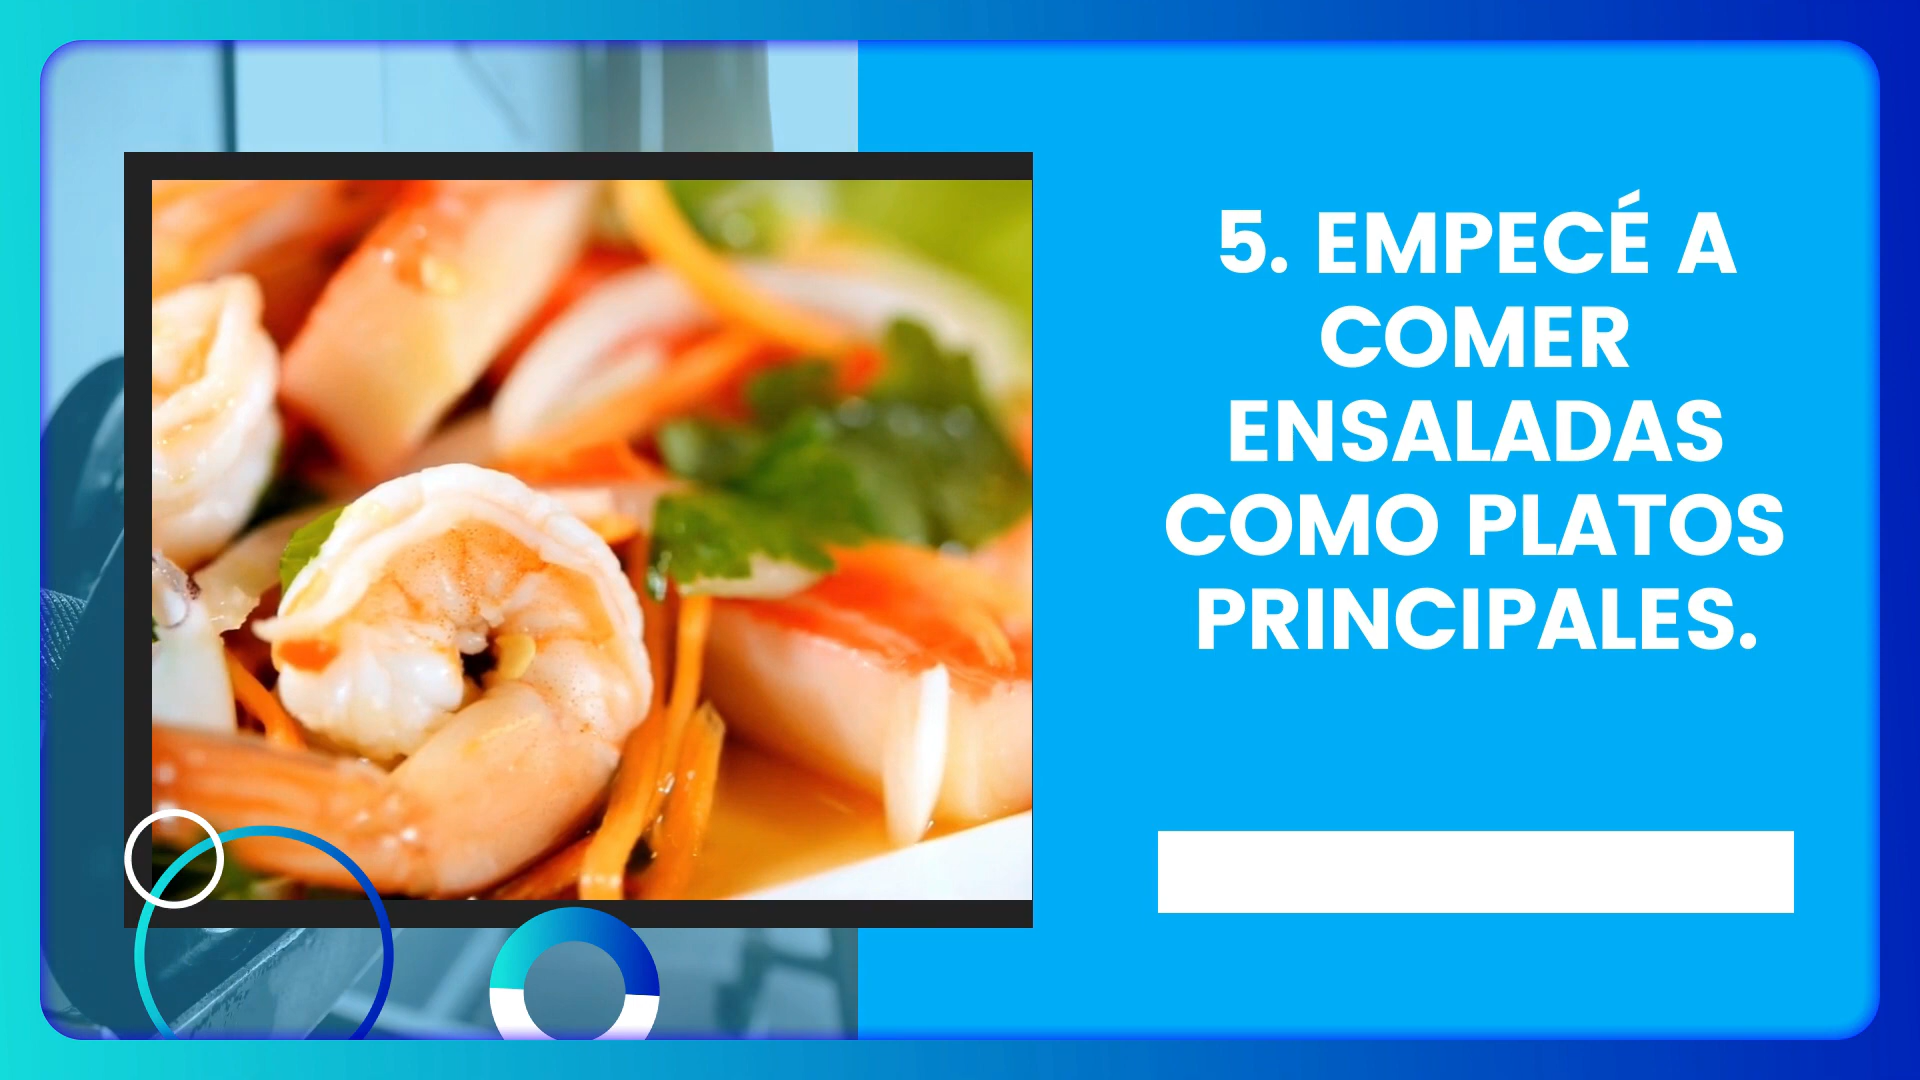 5. EMPECÉ A
COMER
ENSALADAS
COMO PLATOS
PRINCIPALES.